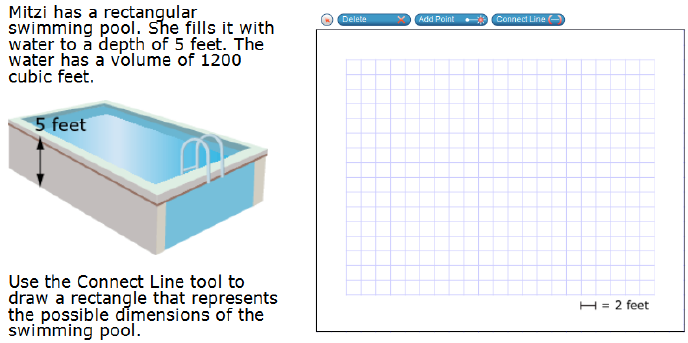 Mitzi has a rectangular
swimming pool. She fills it with
water to a depth of 5 feet. The
water has a volume of 1200
cubic feet.
5 feet
Use the Connect Line tool to
draw a rectangle that represents
the possible dimensions of the
swimming pool.
Delete
Add Point
Connect Line
= 2 feet